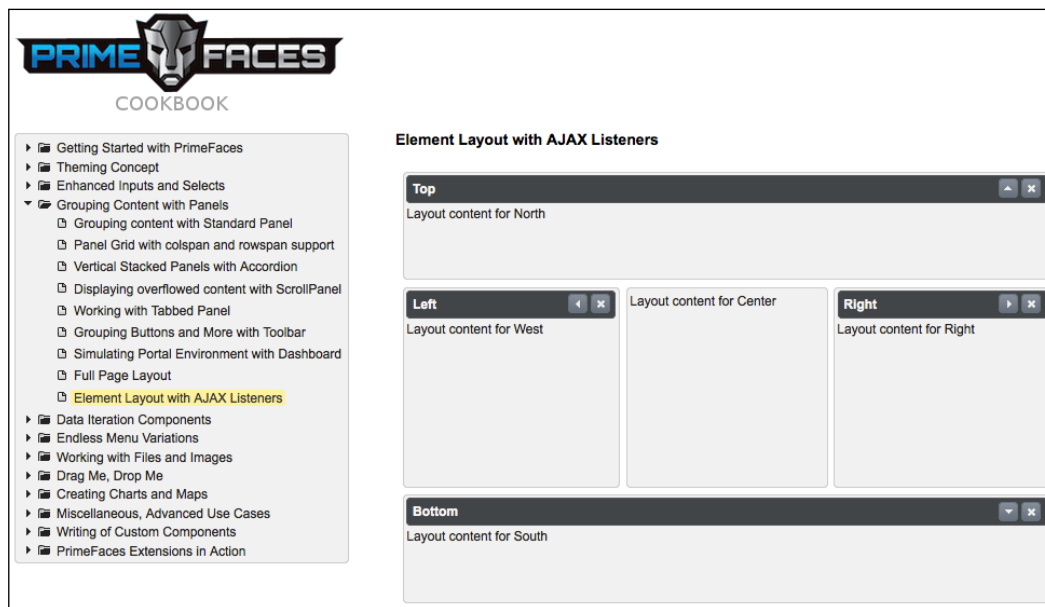 PRIME FACES
COOKBOOK
Getting Started with PrimeFaces
Theming Concept
Enhanced Inputs and Selects
Grouping Content with Panels
Grouping content with Standard Panel
Panel Grid with colspan and rowspan support
Vertical Stacked Panels with Accordion
Displaying overflowed content with ScrollPanel
Working with Tabbed Panel
Grouping Buttons and More with Toolbar
Simulating Portal Environment with Dashboard
Full Page Layout
Element Layout with AJAX Listeners
Data Iteration Components
Endless Menu Variations
Working with Files and Images
Drag Me, Drop Me
Creating Charts and Maps
Miscellaneous, Advanced Use Cases
Writing of Custom Components
PrimeFaces Extensions in Action
Element Layout with AJAX Listeners
Top
Layout content for North
Left
Layout content for West
Layout content for Center
Right
Layout content for Right
Bottom
Layout content for South